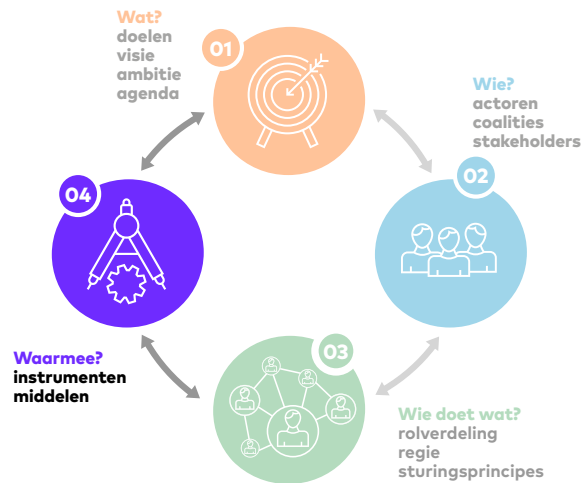 01
Wat?
doelen
visie
ambitie
agenda
02
Wie?
actoren
coalities
stakeholders
03
Wie doet wat?
rolverdeling
regie
sturingsprincipes
04
Waarmee?
instrumenten
middelen